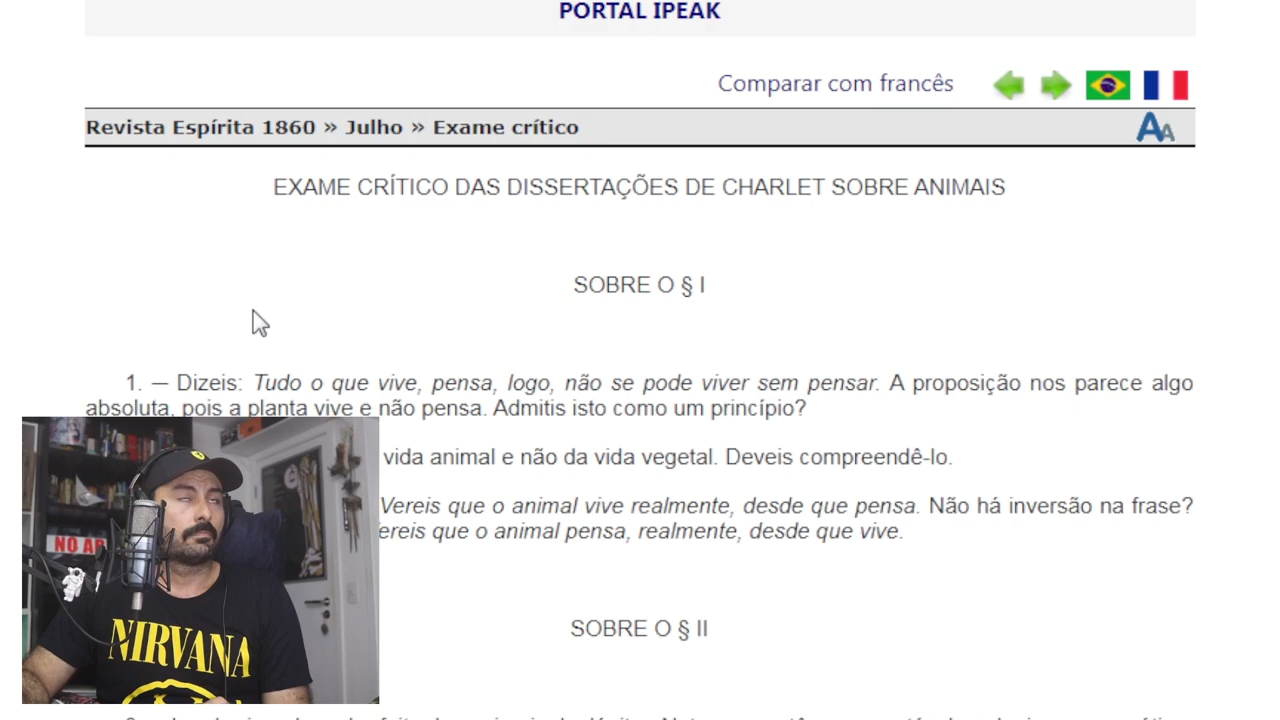 PORTAL IPEAK
Comparar com francês
Revista Espírita 1860 » Julho » Exame crítico
EXAME CRÍTICO DAS DISSERTAÇÕES DE CHARLET SOBRE ANIMAIS
SOBRE O § I
1. — Dizeis: Tudo o que vive, pensa, logo, não se pode viver sem pensar. A proposição nos parece algo
absoluta, pois a planta vive e não pensa. Admitis isto como um princípio?
vida animal e não da vida vegetal. Deveis compreendê-lo.
Vereis que o animal vive realmente, desde que pensa. Não há inversão na frase?
ereis que o animal pensa, realmente, desde que vive.
NO
NIRVANA
SOBRE O § II